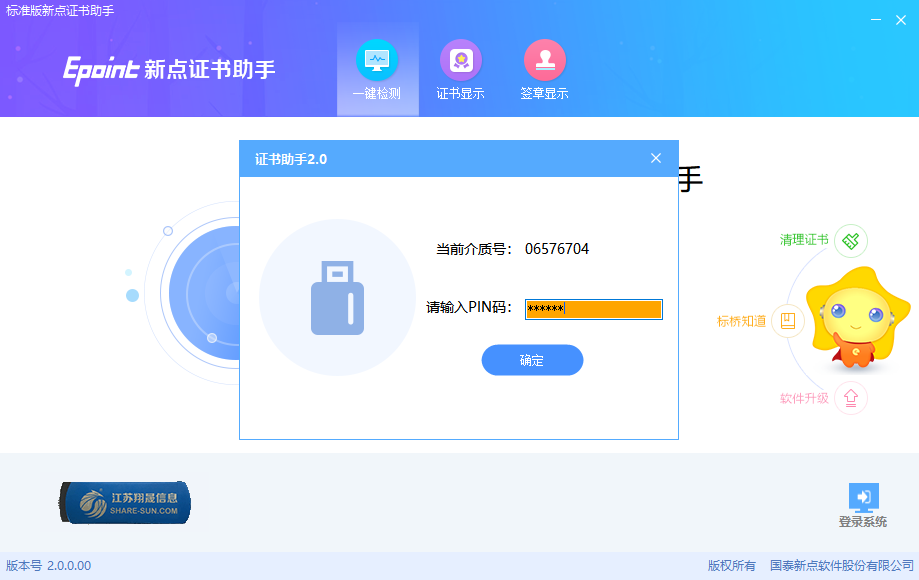 标准版新点证书助手
Epoint 新点证书助手
一键检测
证书显示
签章显示
证书助手2.0
手
当前介质号： 06576704
请输入PIN码： ******
确定
清理证书
标桥知道
软件升级
江苏翔晟信息
SHARE-SUN.COM
登录系统
版本号 2.0.0.00
版权所有 国泰新点软件股份有限公司